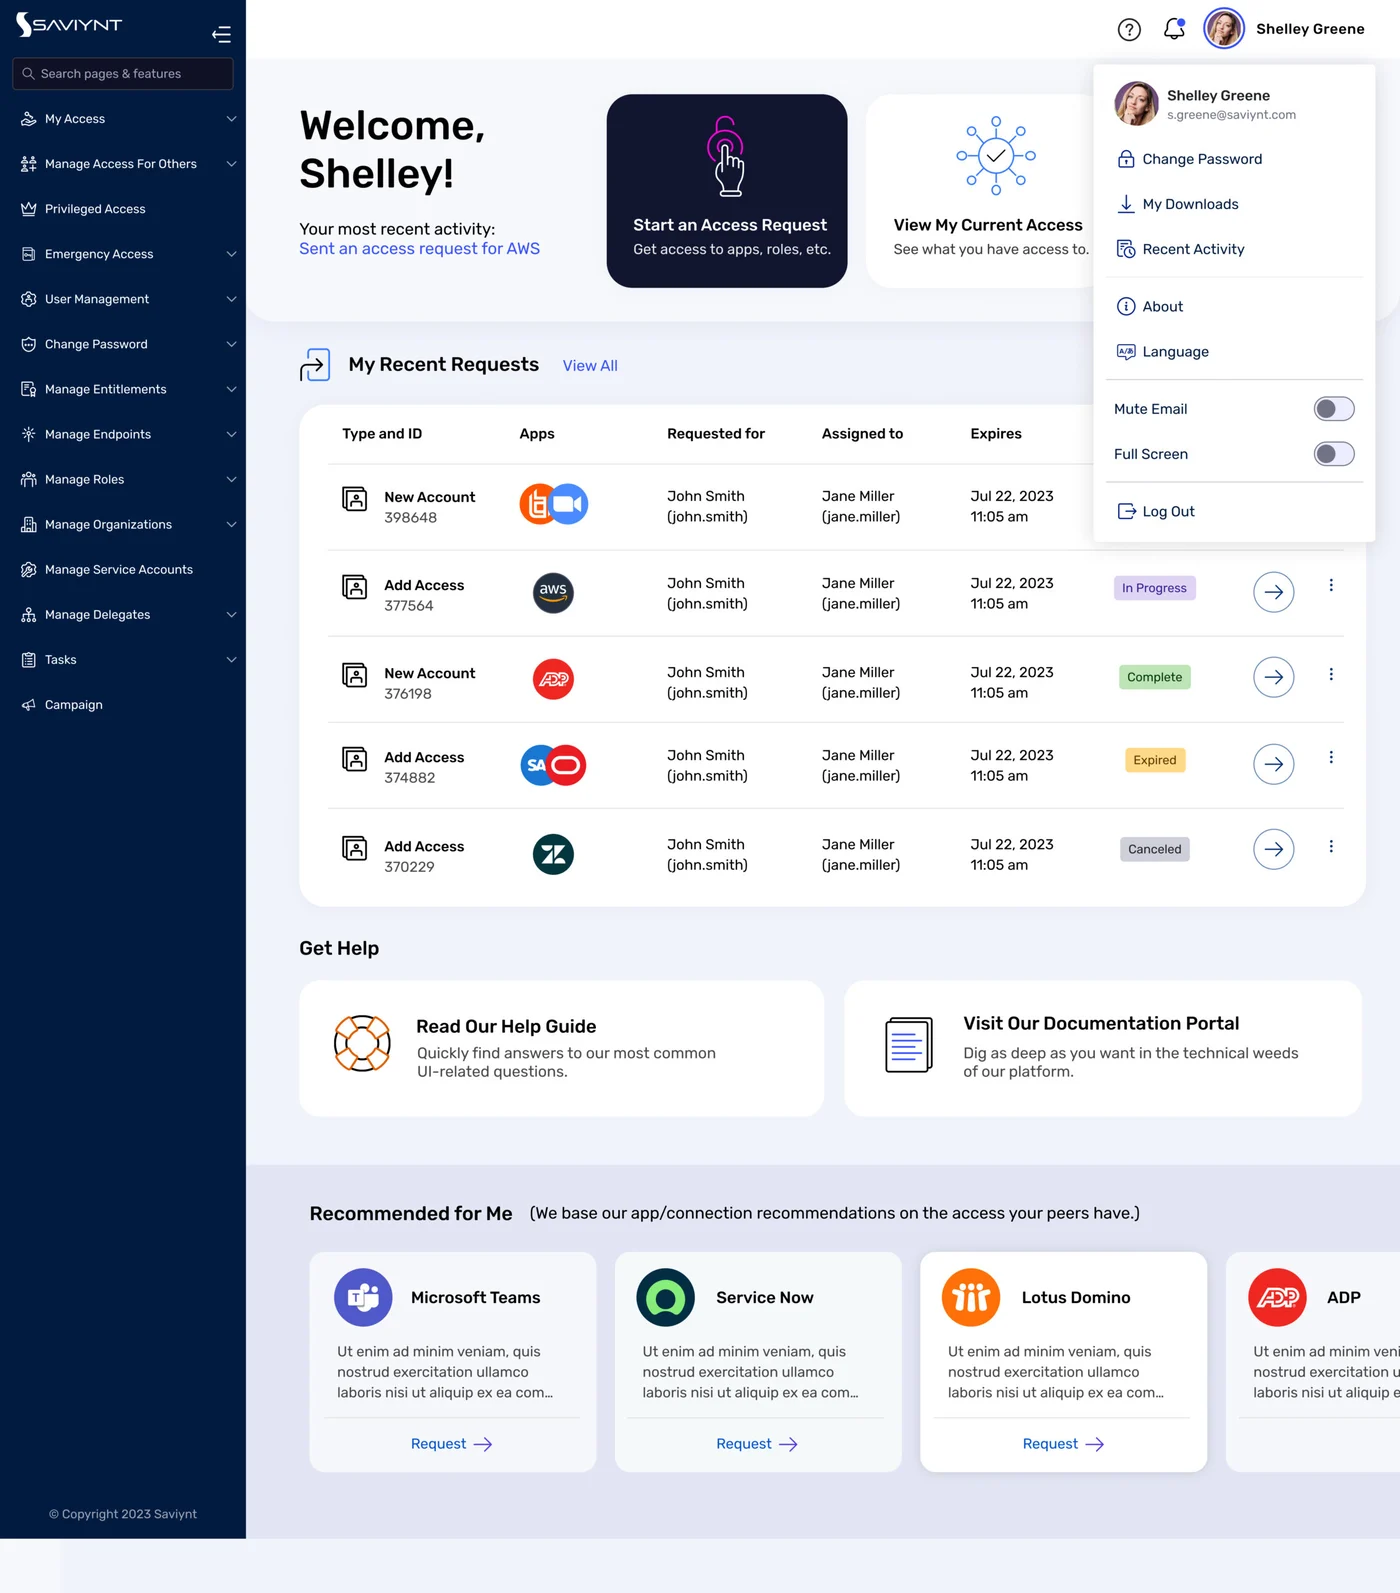 SAVIYNT
Shelley Greene
Search pages & features
My Access
Manage Access For Others
Privileged Access
Emergency Access
User Management
Change Password
Manage Entitlements
Manage Endpoints
Manage Roles
Manage Organizations
Manage Service Accounts
Manage Delegates
Tasks
Campaign
© Copyright 2023 Saviynt
Welcome,
Shelley!
Your most recent activity:
Sent an access request for AWS
Start an Access Request
Get access to apps, roles, etc.
View My Current Access
See what you have access to.
Shelley Greene
s.greene@saviynt.com
Change Password
My Downloads
Recent Activity
About
Language
Mute Email
Full Screen
Log Out
My Recent Requests View All
Type and ID Apps Requested for Assigned to Expires
New Account John Smith Jane Miller Jul 22, 2023
398648 (john.smith) (jane.miller) 11:05 am
Add Access aws John Smith Jane Miller Jul 22, 2023 In Progress
377564 (john.smith) (jane.miller) 11:05 am
New Account ADP John Smith Jane Miller Jul 22, 2023 Complete
376198 (john.smith) (jane.miller) 11:05 am
Add Access SA John Smith Jane Miller Jul 22, 2023 Expired
374882 (john.smith) (jane.miller) 11:05 am
Add Access John Smith Jane Miller Jul 22, 2023 Canceled
370229 (john.smith) (jane.miller) 11:05 am
Get Help
Read Our Help Guide
Quickly find answers to our most common
UI-related questions.
Visit Our Documentation Portal
Dig as deep as you want in the technical weeds
of our platform.
Recommended for Me (We base our app/connection recommendations on the access your peers have.)
Microsoft Teams
Ut enim ad minim veniam, quis
nostrud exercitation ullamco
laboris nisi ut aliquip ex ea com...
Request
Service Now
Ut enim ad minim veniam, quis
nostrud exercitation ullamco
laboris nisi ut aliquip ex ea com...
Request
Lotus Domino
Ut enim ad minim veniam, quis
nostrud exercitation ullamco
laboris nisi ut aliquip ex ea com...
Request
ADP ADP
Ut enim ad minim veni
nostrud exercitation u
laboris nisi ut aliquip e